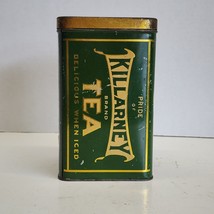 PRIDE
OF
KILLARNEY
BRAND
TEA
DELICIOUS WHEN ICED